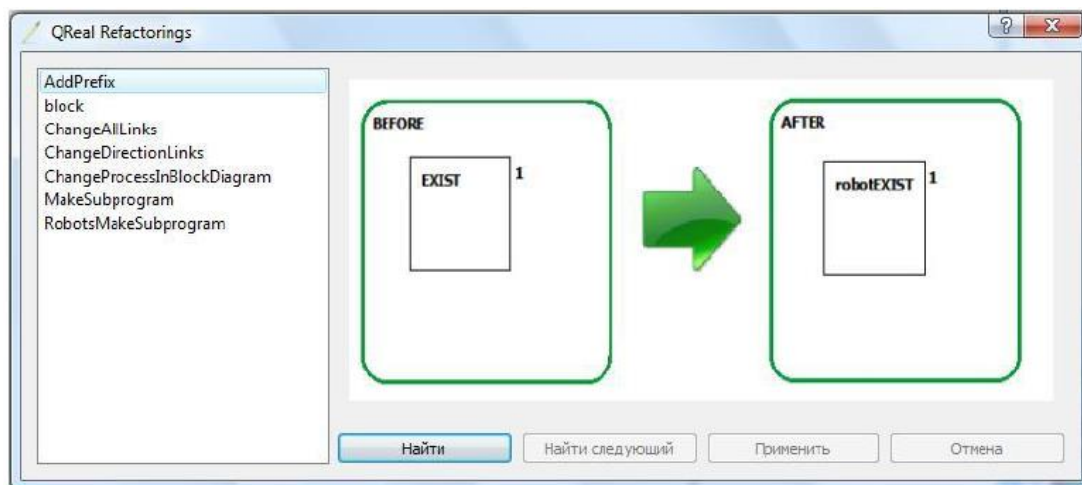 QReal Refactorings
AddPrefix
block
ChangeAllLinks
ChangeDirectionLinks
ChangeProcessInBlockDiagram
MakeSubprogram
RobotsMakeSubprogram
BEFORE
EXIST 1
AFTER
robotEXIST 1
Найти
Найти следующий
Применить
Отмена